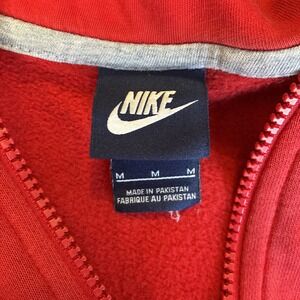 NIKE
M M M
MADE IN PAKISTAN
FABRIQUE AU PAKISTAN